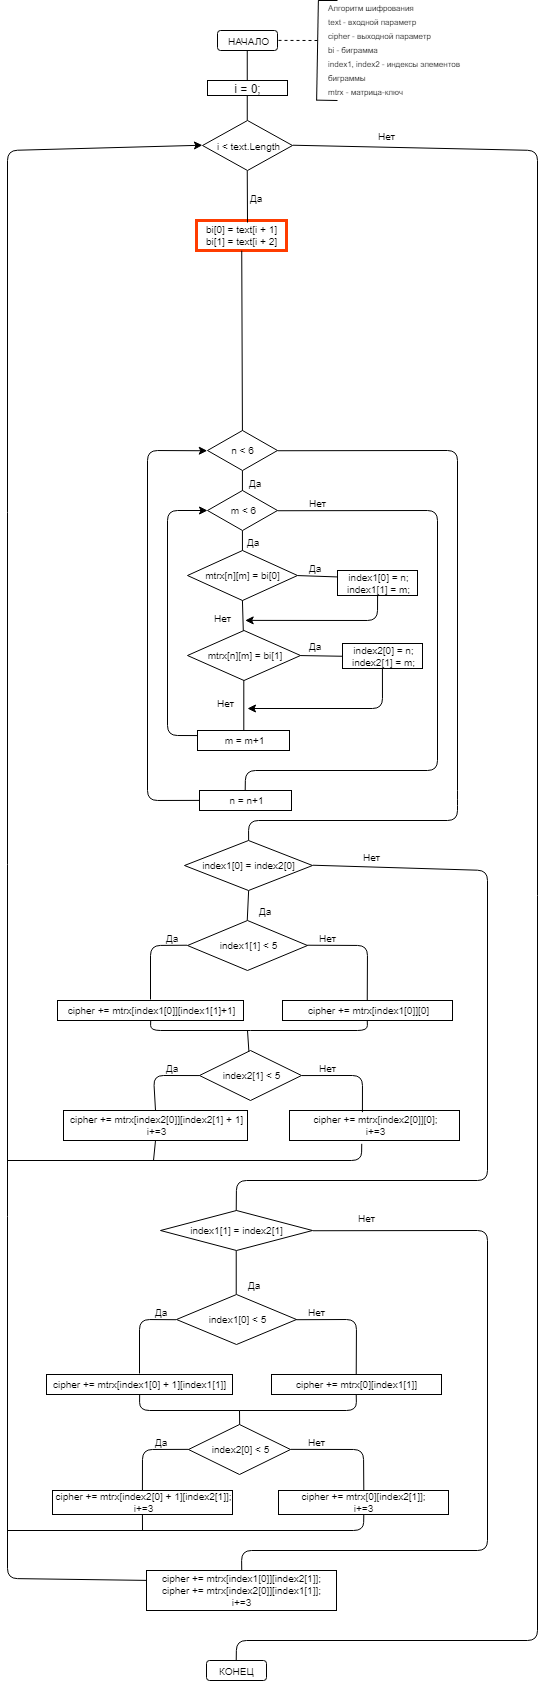 Алгоритм шифрования
text - входной параметр
cipher - выходной параметр
bi - биграмма
index1, index2 - индексы элементов
биграммы
mtrx - матрица-ключ
НАЧАЛО
i = 0;
i < text.Length
Нет
Да
bi[0] = text[i + 1]
bi[1] = text[i + 2]
n < 6
Да
m < 6
Нет
Да
mtrx[n][m] = bi[0]
Да
index1[0] = n;
index1[1] = m;
Нет
mtrx[n][m] = bi[1]
Да
index2[0] = n;
index2[1] = m;
Нет
m = m+1
n = n+1
index1[0] = index2[0]
Нет
Да
index1[1] < 5
Да
Нет
cipher += mtrx[index1[0]][index1[1]+1]
cipher += mtrx[index1[0]][0]
index2[1] < 5
Да
Нет
cipher += mtrx[index2[0]][index2[1] + 1]
i+=3
cipher += mtrx[index2[0]][0];
i+=3
index1[1] = index2[1]
Нет
Да
index1[0] < 5
Да
Нет
cipher += mtrx[index1[0] + 1][index1[1]]
cipher += mtrx[0][index1[1]]
index2[0] < 5
Да
Нет
cipher += mtrx[index2[0] + 1][index2[1]];
i+=3
cipher += mtrx[0][index2[1]];
i+=3
cipher += mtrx[index1[0]][index2[1]];
cipher += mtrx[index2[0]][index1[1]];
i+=3
КОНЕЦ